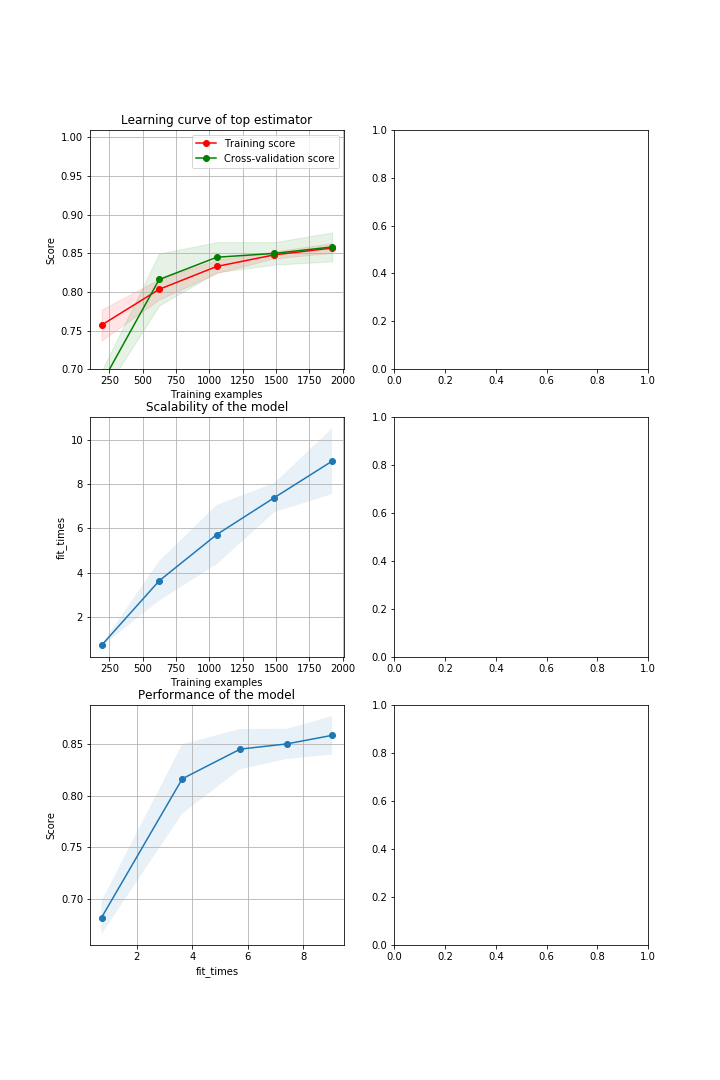 Learning curve of top estimator
1.00
0.95
0.90
0.85
0.80
0.75
0.70
Score
Training score
Cross-validation score
250 500 750 1000 1250 1500 1750 2000
Training examples
1.0
0.8
0.6
0.4
0.2
0.0
0.0 0.2 0.4 0.6 0.8 1.0
Scalability of the model
10
8
6
4
2
fit_times
250 500 750 1000 1250 1500 1750 2000
Training examples
1.0
0.8
0.6
0.4
0.2
0.0
0.0 0.2 0.4 0.6 0.8 1.0
Performance of the model
0.85
0.80
0.75
0.70
Score
2 4 6 8
fit_times
1.0
0.8
0.6
0.4
0.2
0.0
0.0 0.2 0.4 0.6 0.8 1.0